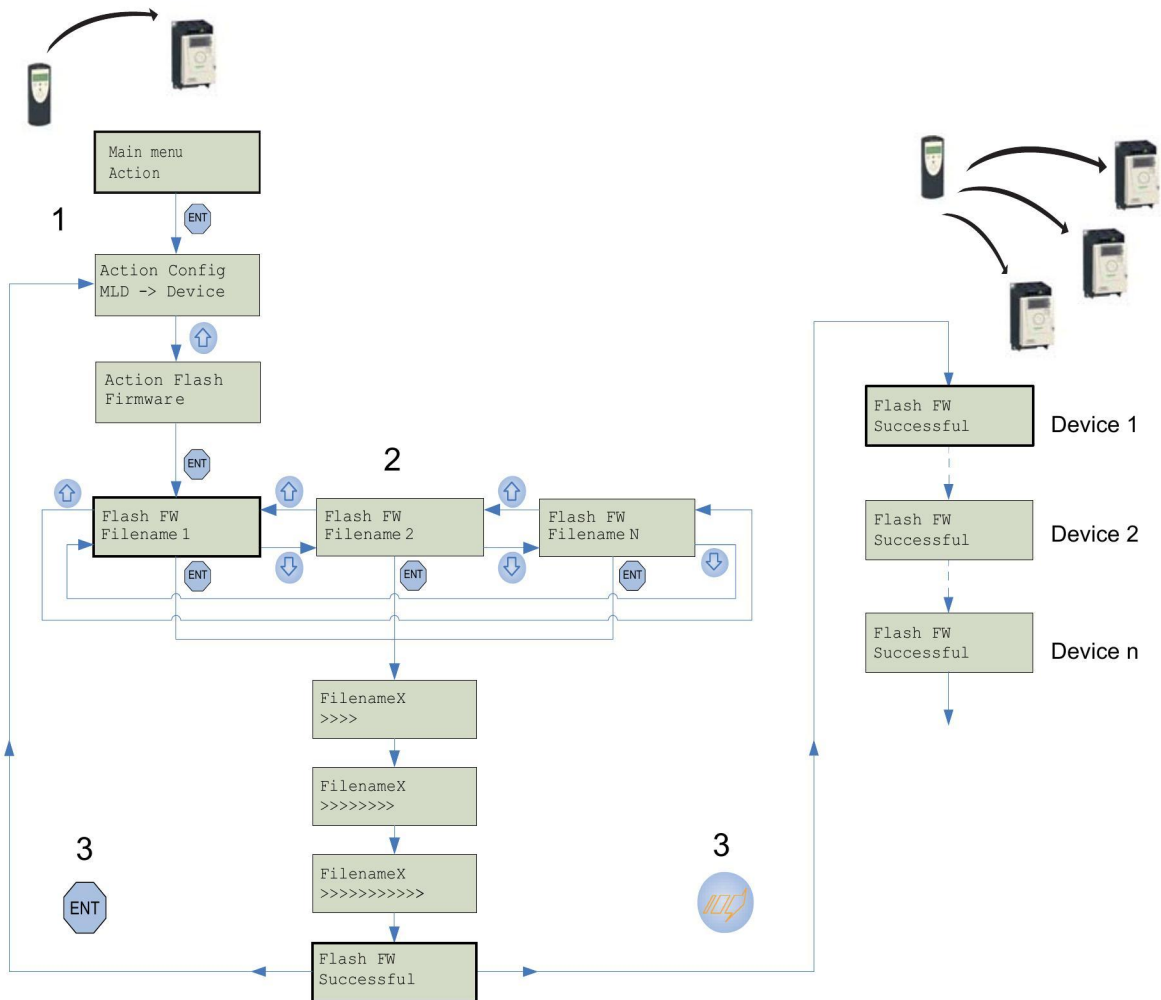 Main menu
Action
ENT
1
Action Config
MLD -> Device
Action Flash
Firmware
ENT
2
Flash FW
Filename 1
Flash FW
Filename 2
Flash FW
Filename N
ENT
ENT
ENT
FilenameX
>>>>
FilenameX
>>>>>>>>
FilenameX
>>>>>>>>>>>
3
ENT
3
Flash FW
Successful
Flash FW
Successful
Device 1
Flash FW
Successful
Device 2
Flash FW
Successful
Device n